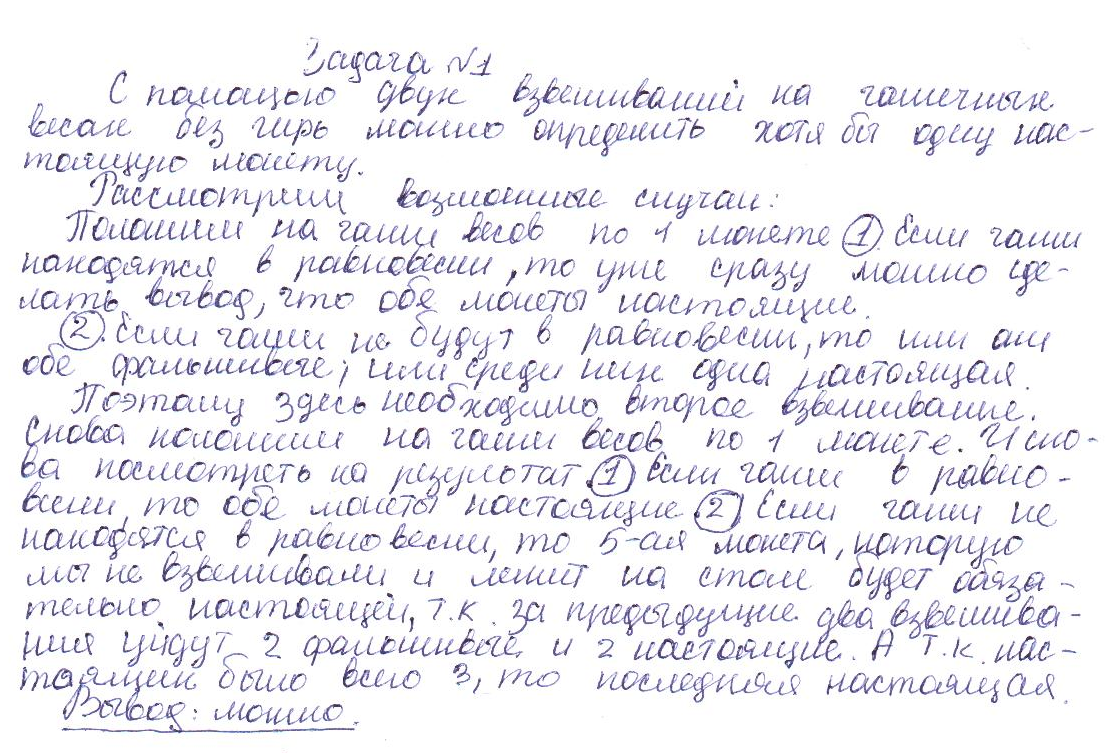 Задача №1
С помощью двух взвешиваний на чашечных
весах без гирь можно определить хотя бы одну нас-
тоящую монету.
Рассмотрим возможные случаи:
Положим на чаши весов по 1 монете ① Если чаши
находятся в равновесии, то уже сразу можно сде-
лать вывод, что обе монеты настоящие.
②. Если чаши не будут в равновесии, то или они
обе фальшивые, или среди них одна настоящая.
Поэтому здесь необходимо второе взвешивание.
Снова положим на чаши весов по 1 монете. И сно-
ва посмотреть на результат. ① Если чаши в равно-
весии, то обе монеты настоящие ② Если чаши не
находятся в равновесии, то 5-ая монета, которую
мы не взвешивали и лежит на столе будет обяза-
тельно настоящей, т.к. за предыдущие два взвешива-
ния уйдут 2 фальшивые и 2 настоящие. А т.к. нас-
тоящих было всего 3, то последняя настоящая.
Вывод: можно.